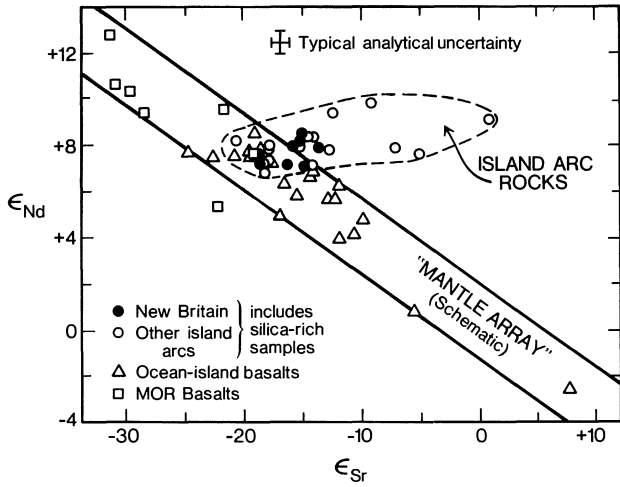 +12
+8
+4
0
-4
εNd
Typical analytical uncertainty
ISLAND ARC
ROCKS
"MANTLE ARRAY"
(Schematic)
New Britain
Other island
arcs
includes
silica-rich
samples
Ocean-island basalts
MOR Basalts
-30
-20
-10
0
+10
εSr